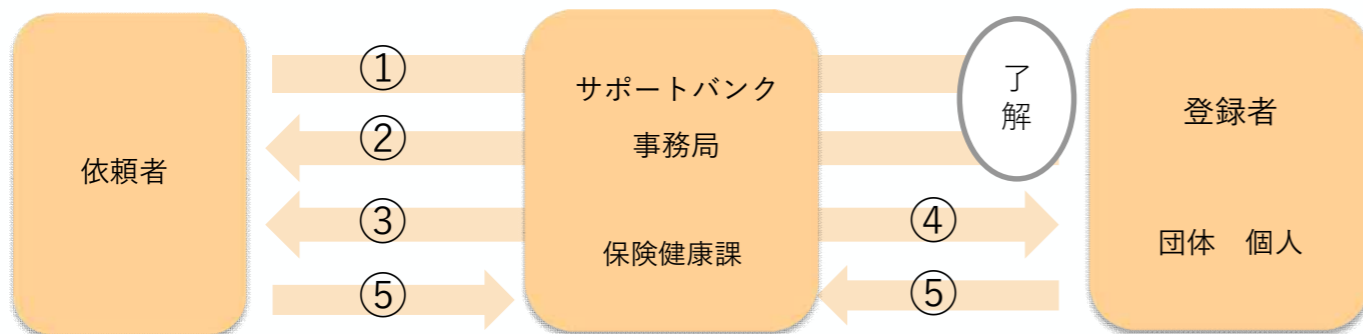 依頼者
①
②
③
⑤
サポートバンク
事務局
保険健康課
了
解
④
⑤
登録者
団体　個人